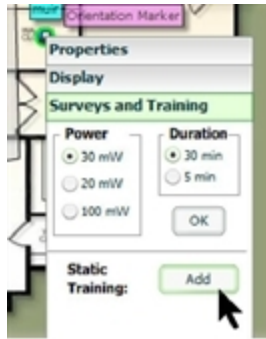 Orientation Marker
Properties
Display
Surveys and Training
Power
Duration
30 mW
30 min
20 mW
5 min
100 mW
OK
Static
Training:
Add